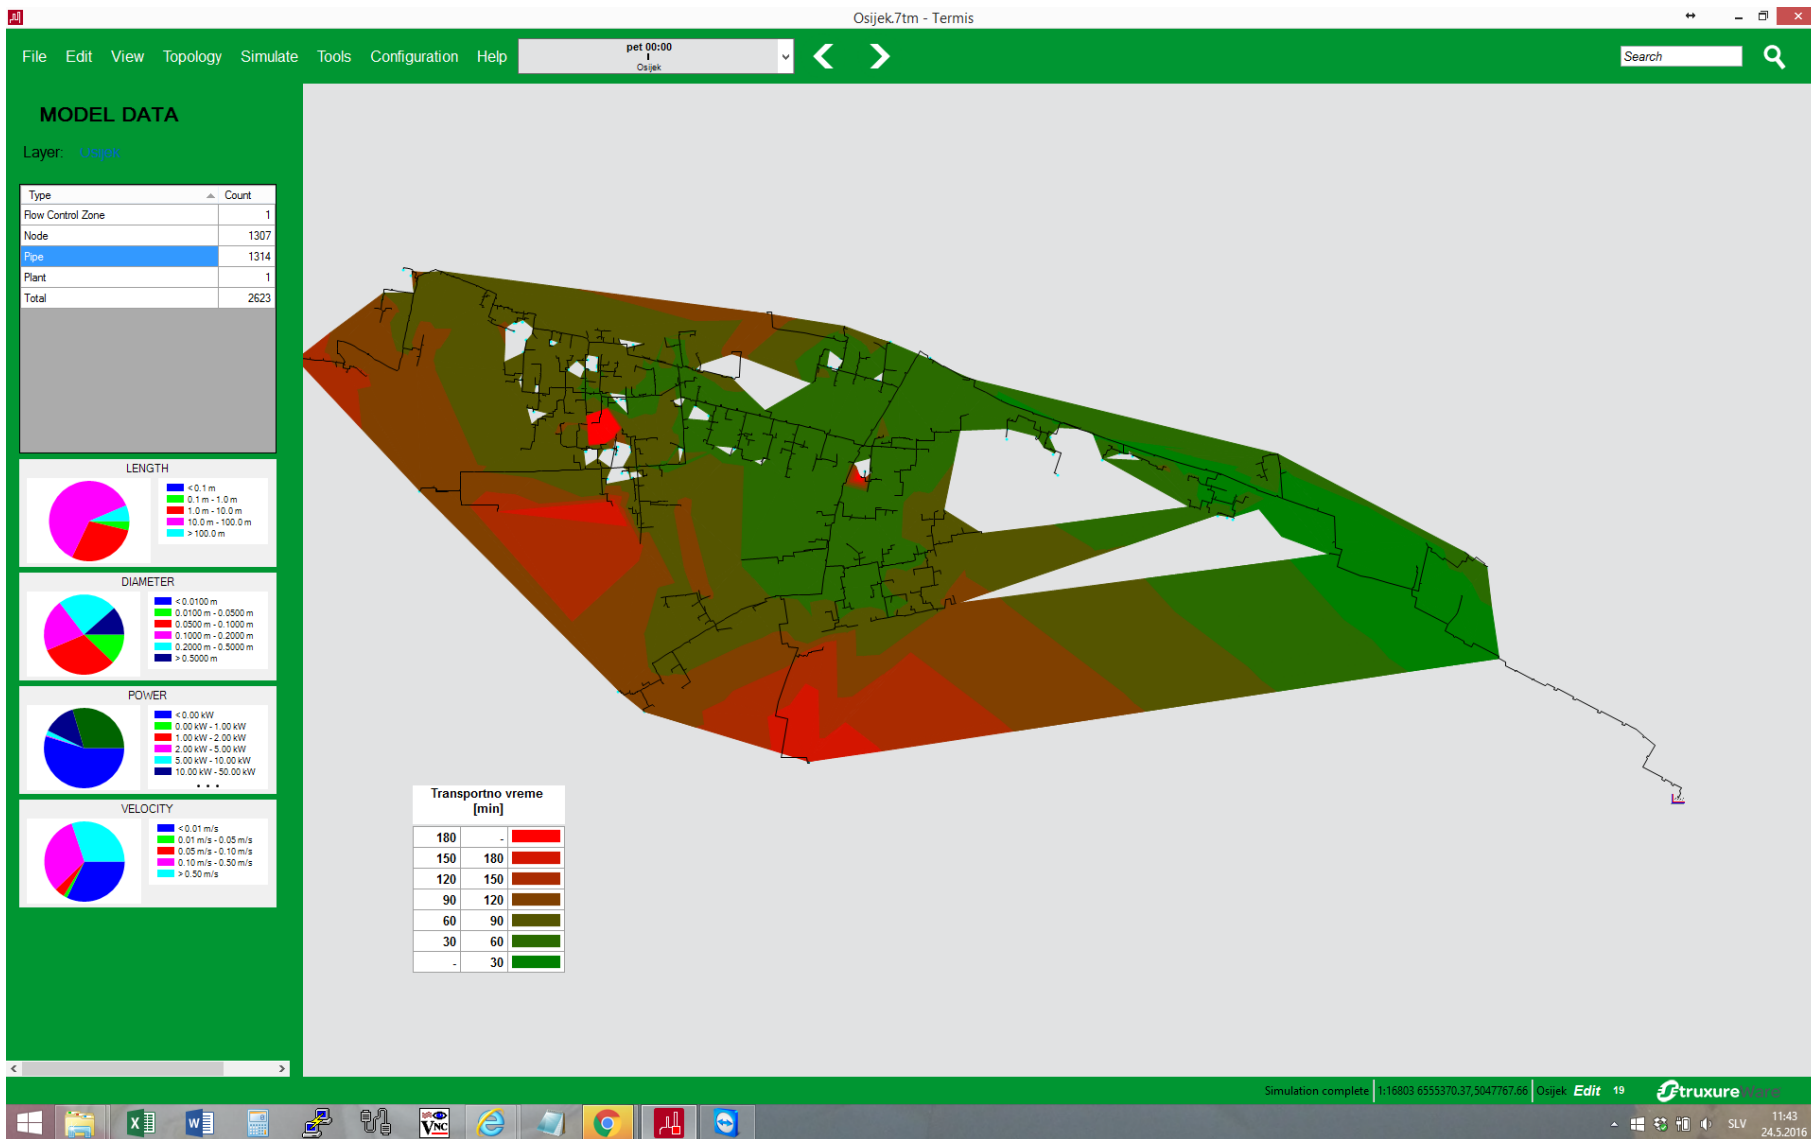 Osijek.7tm - Termis
File Edit View Topology Simulate Tools Configuration Help
pet 00:00
Osijek
Search
MODEL DATA
Layer: Osijek
Type Count
Flow Control Zone 1
Node 1307
Pipe 1314
Plant 1
Total 2623
LENGTH
< 0.1 m
0.1 m - 1.0 m
1.0 m - 10.0 m
10.0 m - 100.0 m
> 100.0 m
DIAMETER
< 0.0100 m
0.0100 m - 0.0500 m
0.0500 m - 0.1000 m
0.1000 m - 0.2000 m
0.2000 m - 0.5000 m
> 0.5000 m
POWER
< 0.00 kW
0.00 kW - 1.00 kW
1.00 kW - 2.00 kW
2.00 kW - 5.00 kW
5.00 kW - 10.00 kW
10.00 kW - 50.00 kW
• • •
VELOCITY
< 0.01 m/s
0.01 m/s - 0.05 m/s
0.05 m/s - 0.10 m/s
0.10 m/s - 0.50 m/s
> 0.50 m/s
Transportno vreme
[min]
180 -
150 180
120 150
90 120
60 90
30 60
- 30
Simulation complete 1:16803 6555370.37,5047767.66 Osijek Edit 19 StruxureWare
VNC
SLV
11:43
24.5.2016